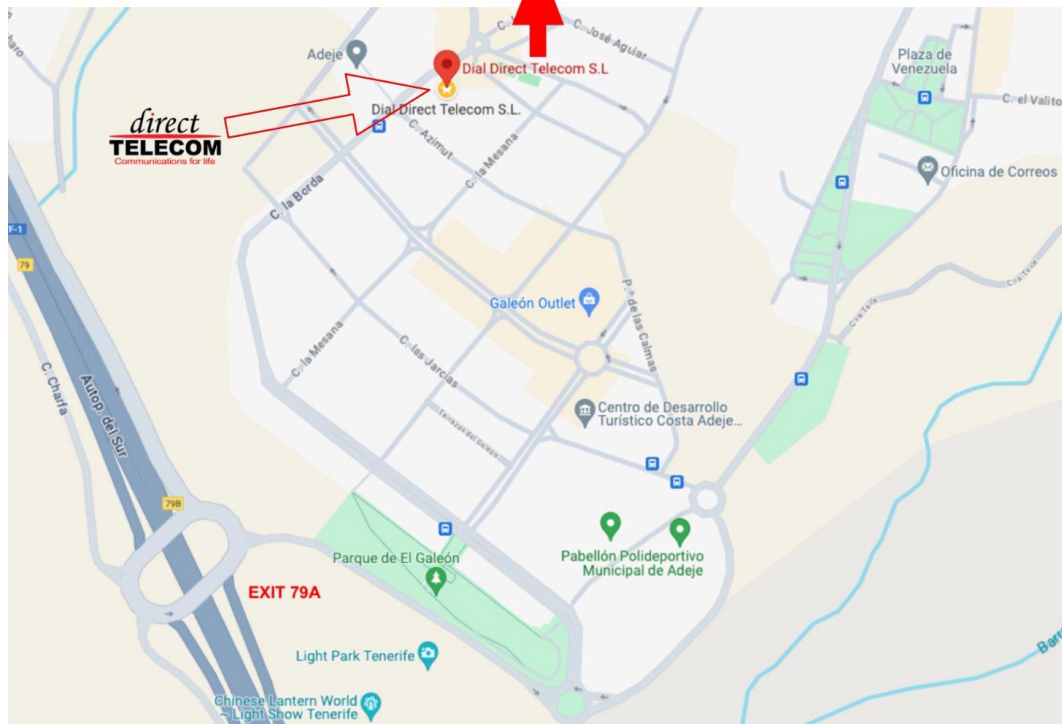 C. José Aguiar
Adeje
Dial Direct Telecom S.L
Plaza de
Venezuela
Dial Direct Telecom S.L.
C. el Valito
direct
TELECOM
Communications for life
C. Azimut
C. la Mesana
Oficina de Correos
C. la Borda
79
Galeón Outlet
P.º de las Calmas
C. la Mesana
C. las Jarcias
C. Charfa
Autop. del Sur
Centro de Desarrollo
Turístico Costa Adeje...
Terrazas del Galeón
79B
Pabellón Polideportivo
Municipal de Adeje
Parque de El Galeón
EXIT 79A
Light Park Tenerife
Chinese Lantern World
~ Light Show Tenerife